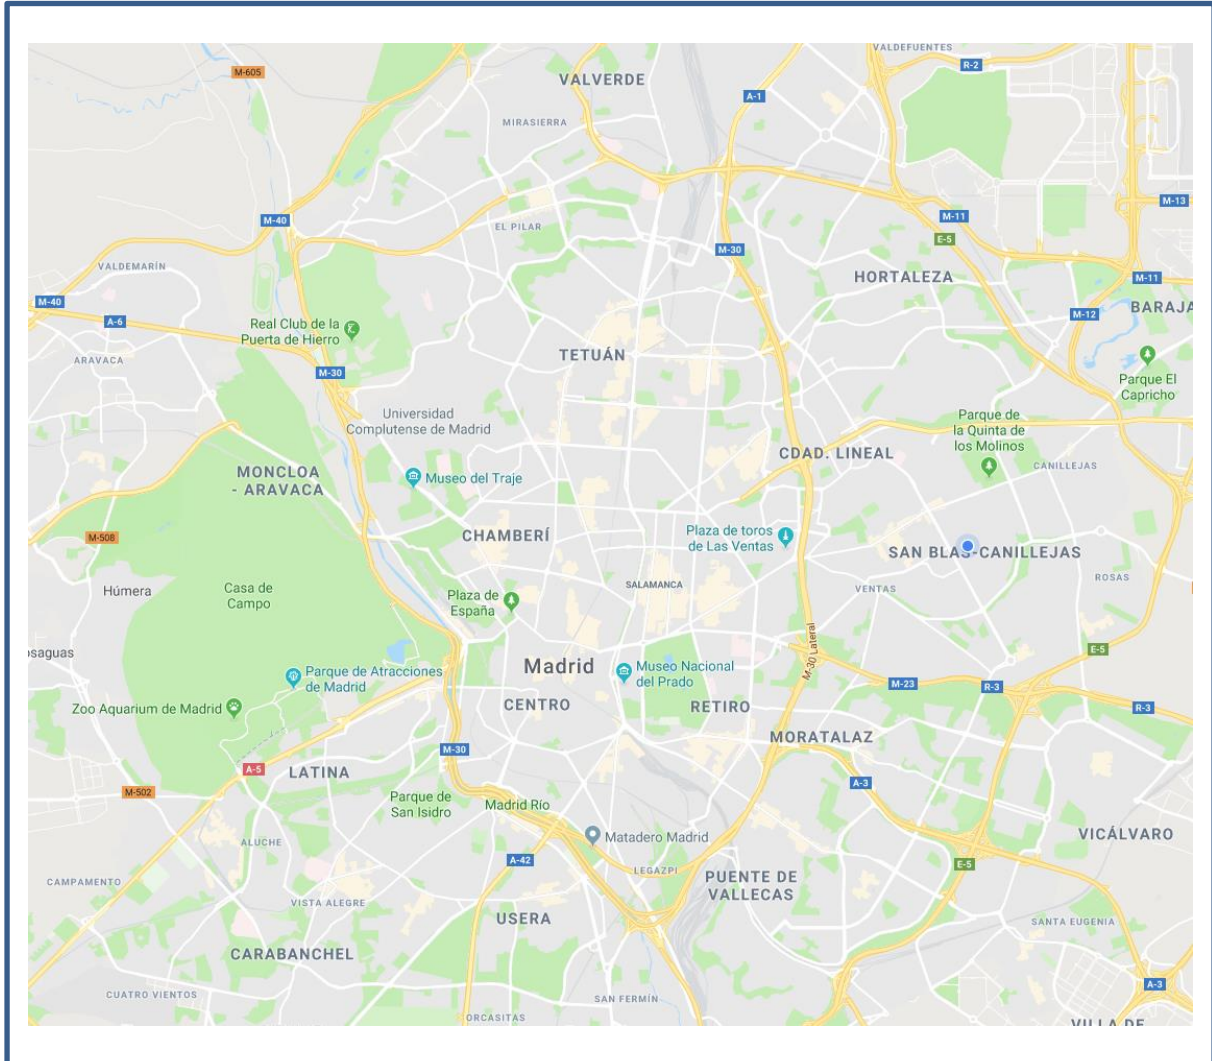 VALDEFUENTES
R-2
M-605
VALVERDE
A-1
MIRASIERRA
M-13
M-40
M-11
EL PILAR
E-5
M-30
VALDEMARÍN
HORTALEZA
M-11
M-40
BARAJA
M-12
A-6
Real Club de la
Puerta de Hierro
TETUÁN
ARAVACA
M-30
Parque El
Capricho
Universidad
Complutense de Madrid
Parque de
la Quinta de
los Molinos
CDAD. LINEAL
MONCLOA
- ARAVACA
CANILLEJAS
Museo del Traje
CHAMBERÍ
Plaza de toros
de Las Ventas
M-508
SAN BLAS-CANILLEJAS
ROSAS
SALAMANCA
VENTAS
Húmera
Casa de
Campo
Plaza de
España
M-30 Lateral
osaguas
E-5
Madrid
Museo Nacional
del Prado
Parque de Atracciones
de Madrid
M-23
R-3
Zoo Aquarium de Madrid
CENTRO
RETIRO
R-3
MORATALAZ
M-30
A-5
LATINA
A-3
M-502
Parque de
San Isidro
Madrid Río
Matadero Madrid
VICÁLVARO
ALUCHE
A-42
E-5
LEGAZPI
PUENTE DE
VALLECAS
CAMPAMENTO
VISTA ALEGRE
USERA
SANTA EUGENIA
CARABANCHEL
A-3
CUATRO VIENTOS
SAN FERMÍN
ORCASITAS
VILLA DE